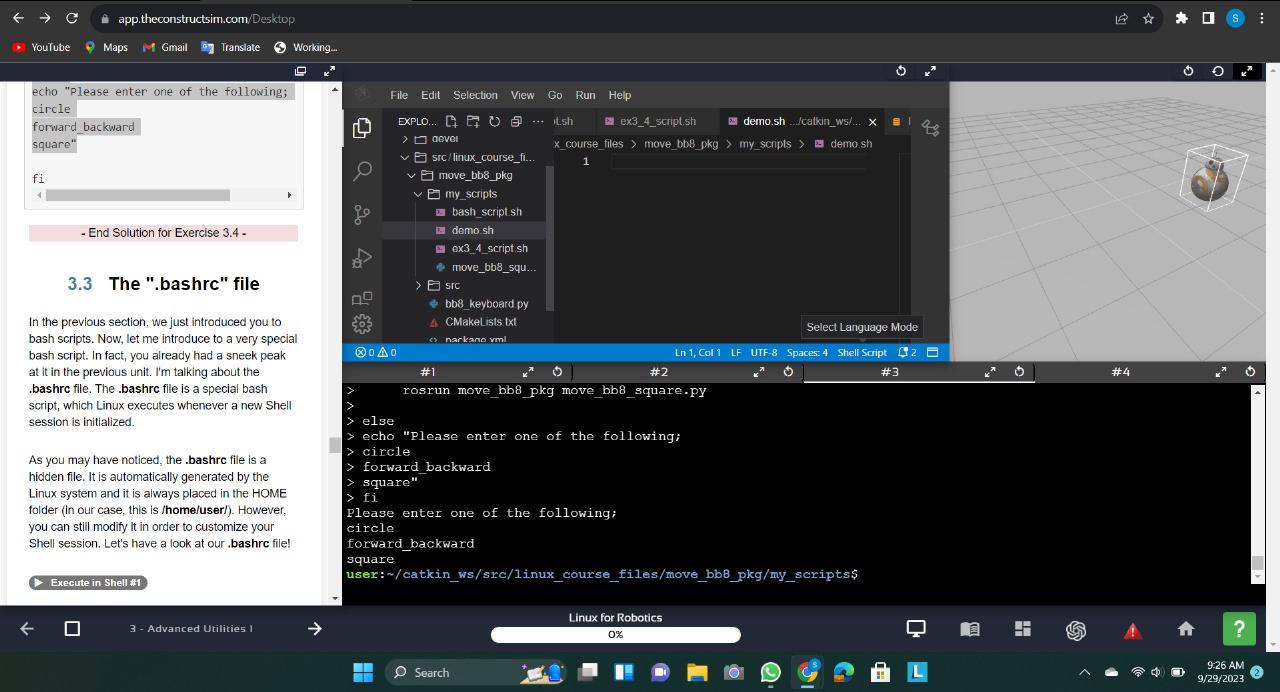 app.theconstructsim.com/Desktop
S
YouTube
Maps
Gmail
Translate
Working...
echo "Please enter one of the following;
circle
forward_backward
square"
fi
- End Solution for Exercise 3.4 -
3.3 The ".bashrc" file
In the previous section, we just introduced you to
bash scripts. Now, let me introduce to a very special
bash script. In fact, you already had a sneek peak
at it in the previous unit. I'm talking about the
.bashrc file. The .bashrc file is a special bash
script, which Linux executes whenever a new Shell
session is initialized.
As you may have noticed, the .bashrc file is a
hidden file. It is automatically generated by the
Linux system and it is always placed in the HOME
folder (in our case, this is /home/user/). However,
you can still modify it in order to customize your
Shell session. Let's have a look at our .bashrc file!
Execute in Shell #1
File Edit Selection View Go Run Help
EXPLO...
devel
src/linux_course_fi...
move_bb8_pkg
my_scripts
bash_script.sh
demo.sh
ex3_4_script.sh
move_bb8_squ...
src
bb8_keyboard.py
CMakeLists.txt
package.xml
t.sh
ex3_4_script.sh
demo.sh .../catkin_ws/...
x_course_files > move_bb8_pkg > my_scripts > demo.sh
1
Select Language Mode
0 0
Ln 1, Col 1 LF UTF-8 Spaces: 4 Shell Script 2
#1
#2
#3
#4
> rosrun move_bb8_pkg move_bb8_square.py
>
> else
> echo "Please enter one of the following;
> circle
> forward_backward
> square"
> fi
Please enter one of the following;
circle
forward_backward
square
user:~/catkin_ws/src/linux_course_files/move_bb8_pkg/my_scripts$
3 - Advanced Utilities I
Linux for Robotics
0%
?
Search
S
L
9:26 AM
9/29/2023
2